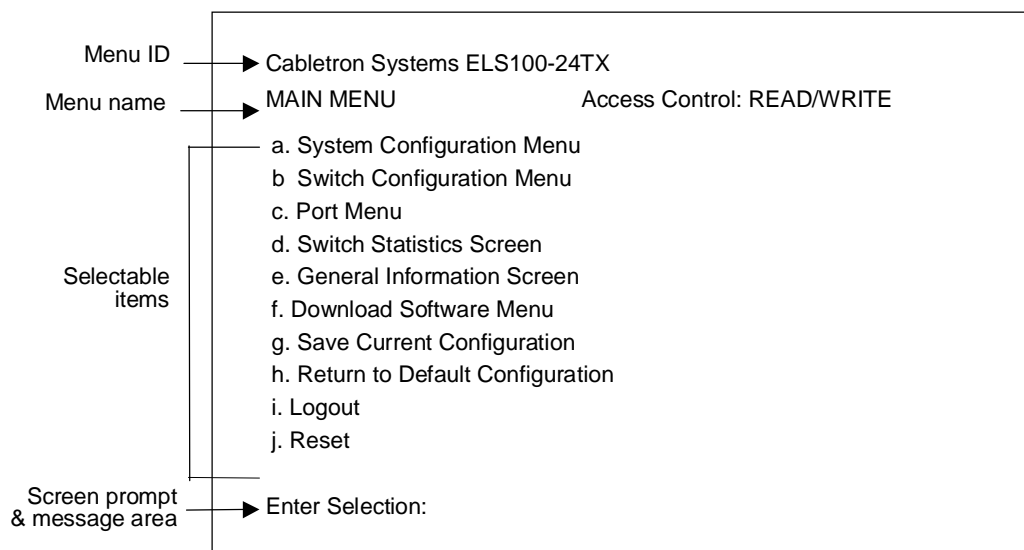 Menu ID
Cabletron Systems ELS100-24TX
Menu name
MAIN MENU Access Control: READ/WRITE
a. System Configuration Menu
b Switch Configuration Menu
c. Port Menu
d. Switch Statistics Screen
Selectable
items
e. General Information Screen
f. Download Software Menu
g. Save Current Configuration
h. Return to Default Configuration
i. Logout
j. Reset
Screen prompt
& message area
Enter Selection: